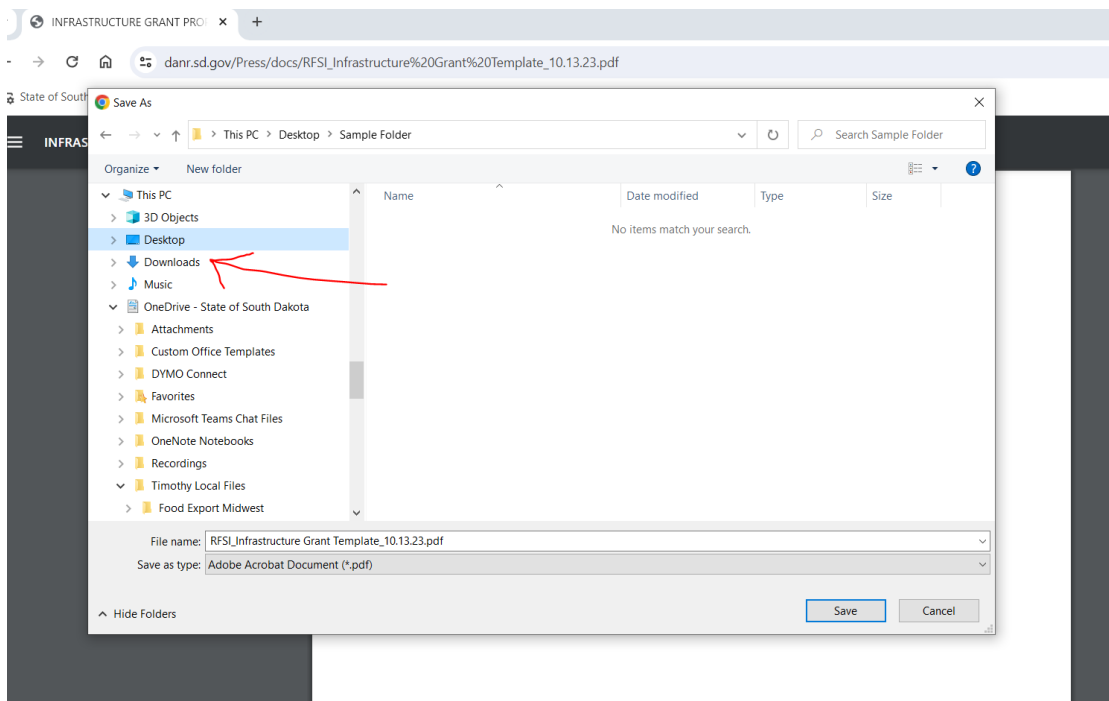 INFRASTRUCTURE GRANT PRO
danr.sd.gov/Press/docs/RFSI_Infrastructure%20Grant%20Template_10.13.23.pdf
State of South
Save As
INFRAS
This PC > Desktop > Sample Folder
Search Sample Folder
Organize
New folder
This PC
Name
Date modified
Type
Size
3D Objects
No items match your search.
Desktop
Downloads
Music
OneDrive - State of South Dakota
Attachments
Custom Office Templates
DYMO Connect
Favorites
Microsoft Teams Chat Files
OneNote Notebooks
Recordings
Timothy Local Files
Food Export Midwest
File name: RFSI_Infrastructure Grant Template_10.13.23.pdf
Save as type: Adobe Acrobat Document (*.pdf)
Hide Folders
Save
Cancel